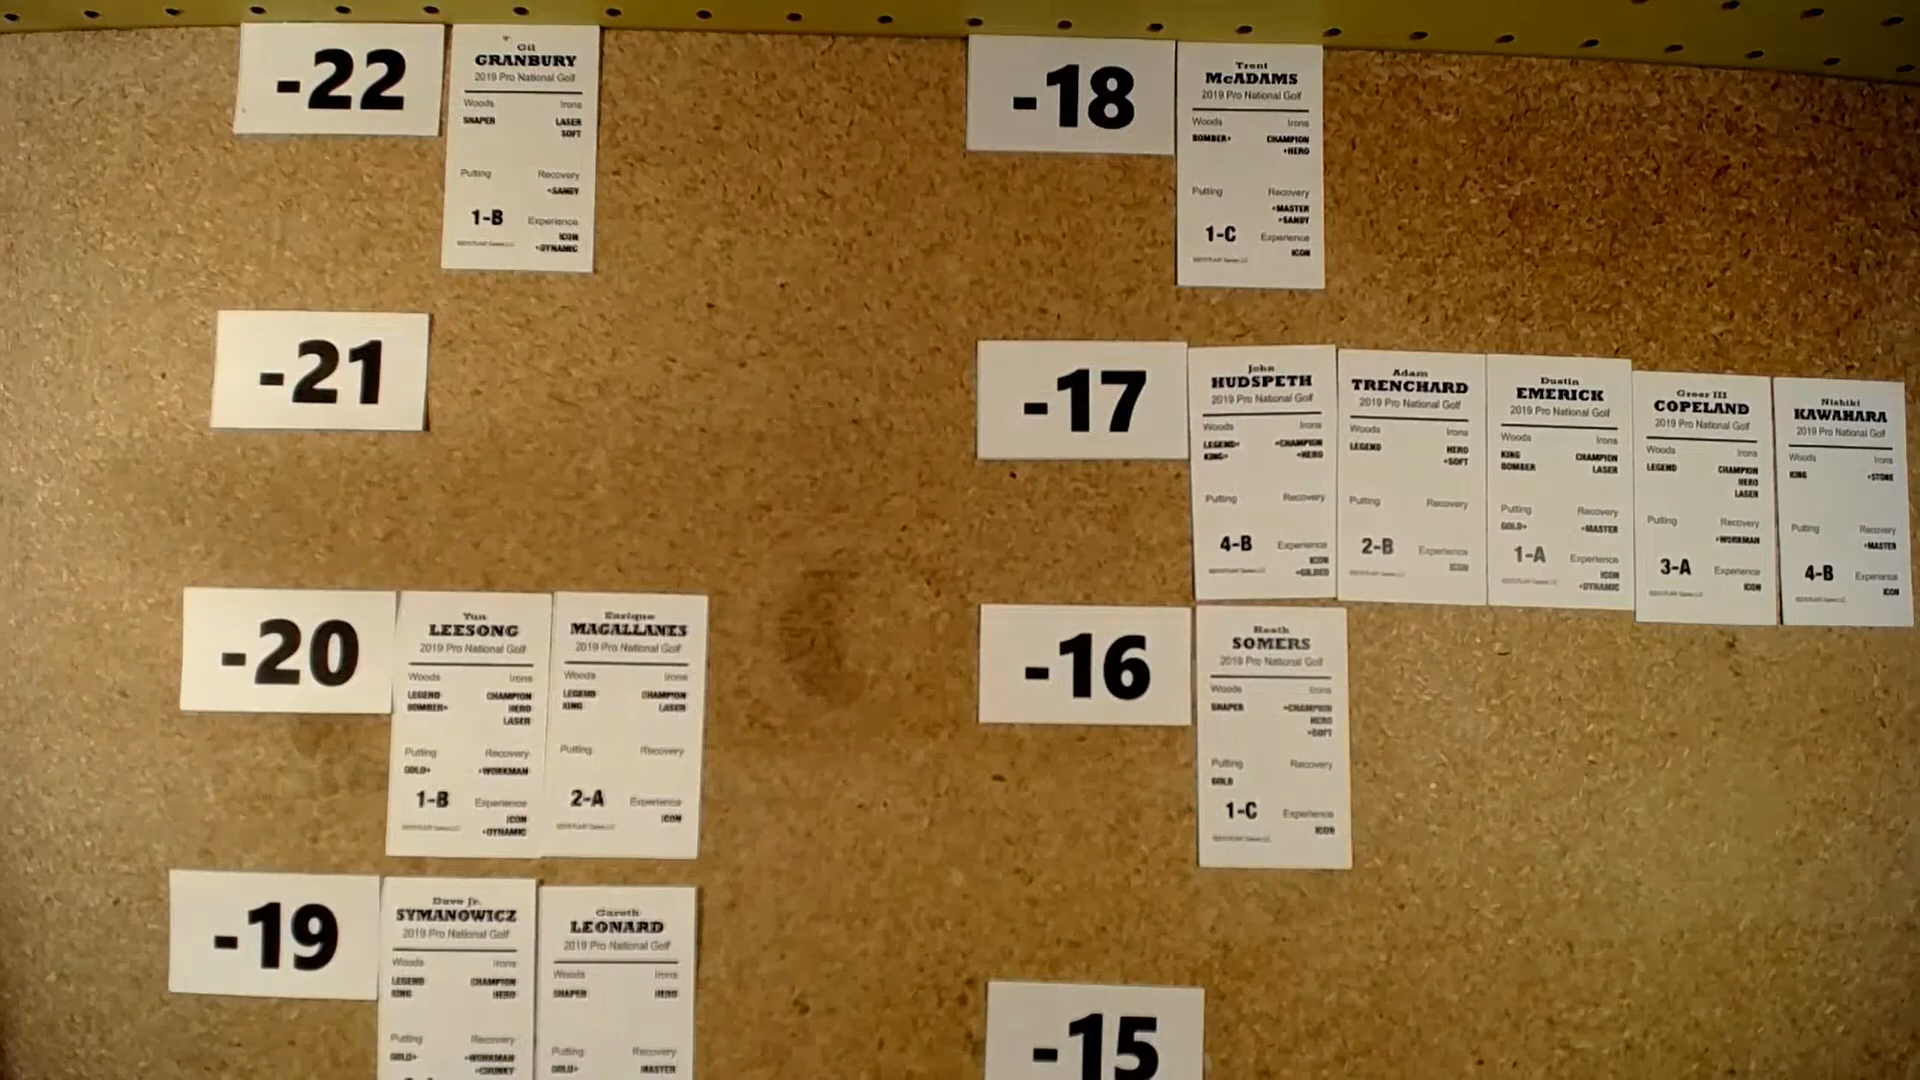 -22
Gil
GRANBURY
2019 Pro National Golf
Woods Irons
SHAPER LASER
SOFT
Putting Recovery
+SANDY
1-B Experience
ICON
+DYNAMIC
-21
-20
Yun
LEESONG
2019 Pro National Golf
Woods Irons
LEGEND CHAMPION
BOMBER+ HERO
LASER
Putting Recovery
GOLD+ +WORKMAN
1-B Experience
ICON
+DYNAMIC
Enrique
MAGALLANES
2019 Pro National Golf
Woods Irons
LEGEND CHAMPION
KING LASER
Putting Recovery
2-A Experience
ICON
-19
Dave Jr.
SYMANOWICZ
2019 Pro National Golf
Woods Irons
LEGEND CHAMPION
KING HERO
Putting Recovery
GOLD+ +WORKMAN
+CHUNKY
Gareth
LEONARD
2019 Pro National Golf
Woods Irons
SHAPER HERO
Putting Recovery
GOLD+ MASTER
-18
Trent
McADAMS
2019 Pro National Golf
Woods Irons
BOMBER+ CHAMPION
+HERO
Putting Recovery
+MASTER
+SANDY
1-C Experience
ICON
-17
John
HUDSPETH
2019 Pro National Golf
Woods Irons
LEGEND+ +CHAMPION
KING+ +HERO
Putting Recovery
4-B Experience
ICON
+GILDED
Adam
TRENCHARD
2019 Pro National Golf
Woods Irons
LEGEND HERO
+SOFT
Putting Recovery
2-B Experience
ICON
Dustin
EMERICK
2019 Pro National Golf
Woods Irons
KING CHAMPION
BOMBER LASER
Putting Recovery
GOLD+ +MASTER
1-A Experience
ICON
+DYNAMIC
Greer III
COPELAND
2019 Pro National Golf
Woods Irons
LEGEND CHAMPION
HERO
LASER
Putting Recovery
+WORKMAN
3-A Experience
ICON
Nishiki
KAWAHARA
2019 Pro National Golf
Woods Irons
KING +STONE
Putting Recovery
+MASTER
4-B Experience
ICON
-16
Heath
SOMERS
2019 Pro National Golf
Woods Irons
SHAPER +CHAMPION
HERO
+SOFT
Putting Recovery
GOLD
1-C Experience
ICON
-15